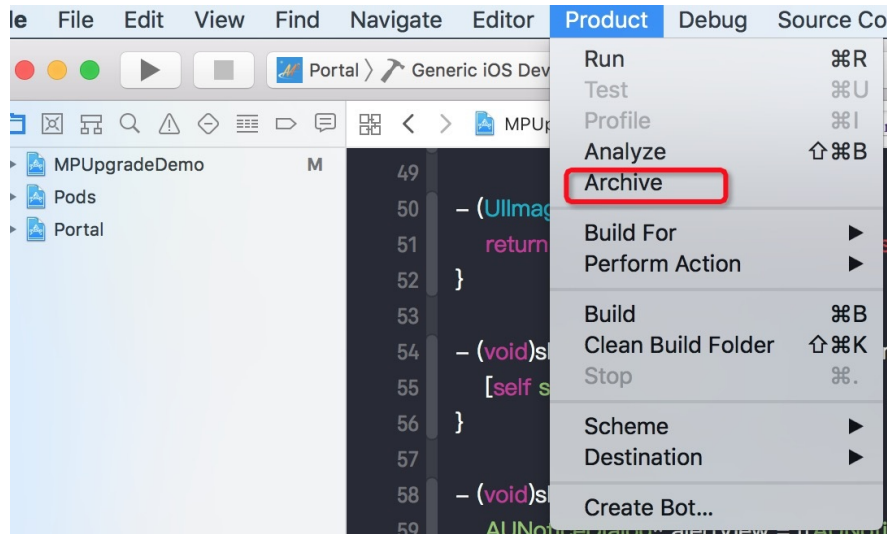 File Edit View Find Navigate Editor Product Debug Source Co
Portal 〉 Generic iOS Dev
MPUp
MPUpgradeDemo M
Pods
Portal
49
50 – (UIImag
51 return
52 }
53
54 – (void)sl
55 [self s
56 }
57
58 – (void)sl
59
Run ⌘R
Test ⌘U
Profile ⌘I
Analyze ⇧⌘B
Archive
Build For ▶
Perform Action ▶
Build ⌘B
Clean Build Folder ⇧⌘K
Stop ⌘.
Scheme ▶
Destination ▶
Create Bot...